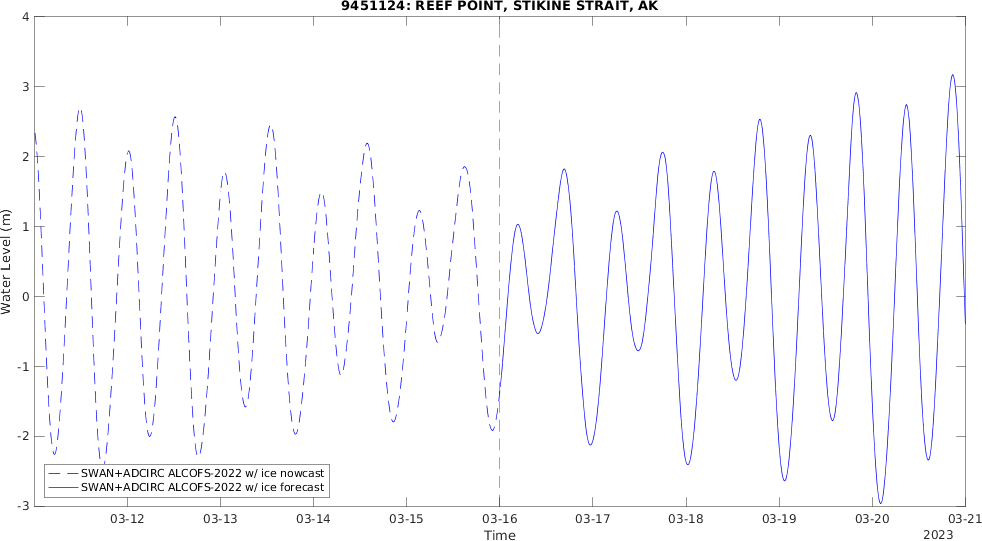 9451124: REEF POINT, STIKINE STRAIT, AK
4
3
2
1
0
-1
-2
-3
Water Level (m)
SWAN+ADCIRC ALCOFS-2022 w/ ice nowcast
SWAN+ADCIRC ALCOFS-2022 w/ ice forecast
03-12 03-13 03-14 03-15 03-16 03-17 03-18 03-19 03-20 03-21
Time
2023